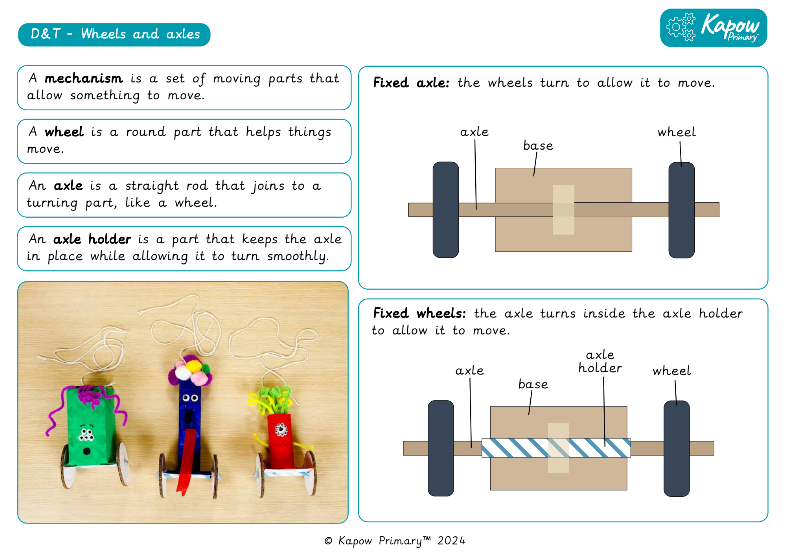 D&T - Wheels and axles
Kapow
Primary
A mechanism is a set of moving parts that
allow something to move.
A wheel is a round part that helps things
move.
An axle is a straight rod that joins to a
turning part, like a wheel.
An axle holder is a part that keeps the axle
in place while allowing it to turn smoothly.
Fixed axle: the wheels turn to allow it to move.
axle
base
wheel
Fixed wheels: the axle turns inside the axle holder
to allow it to move.
axle
base
axle
holder
wheel
© Kapow Primary™ 2024